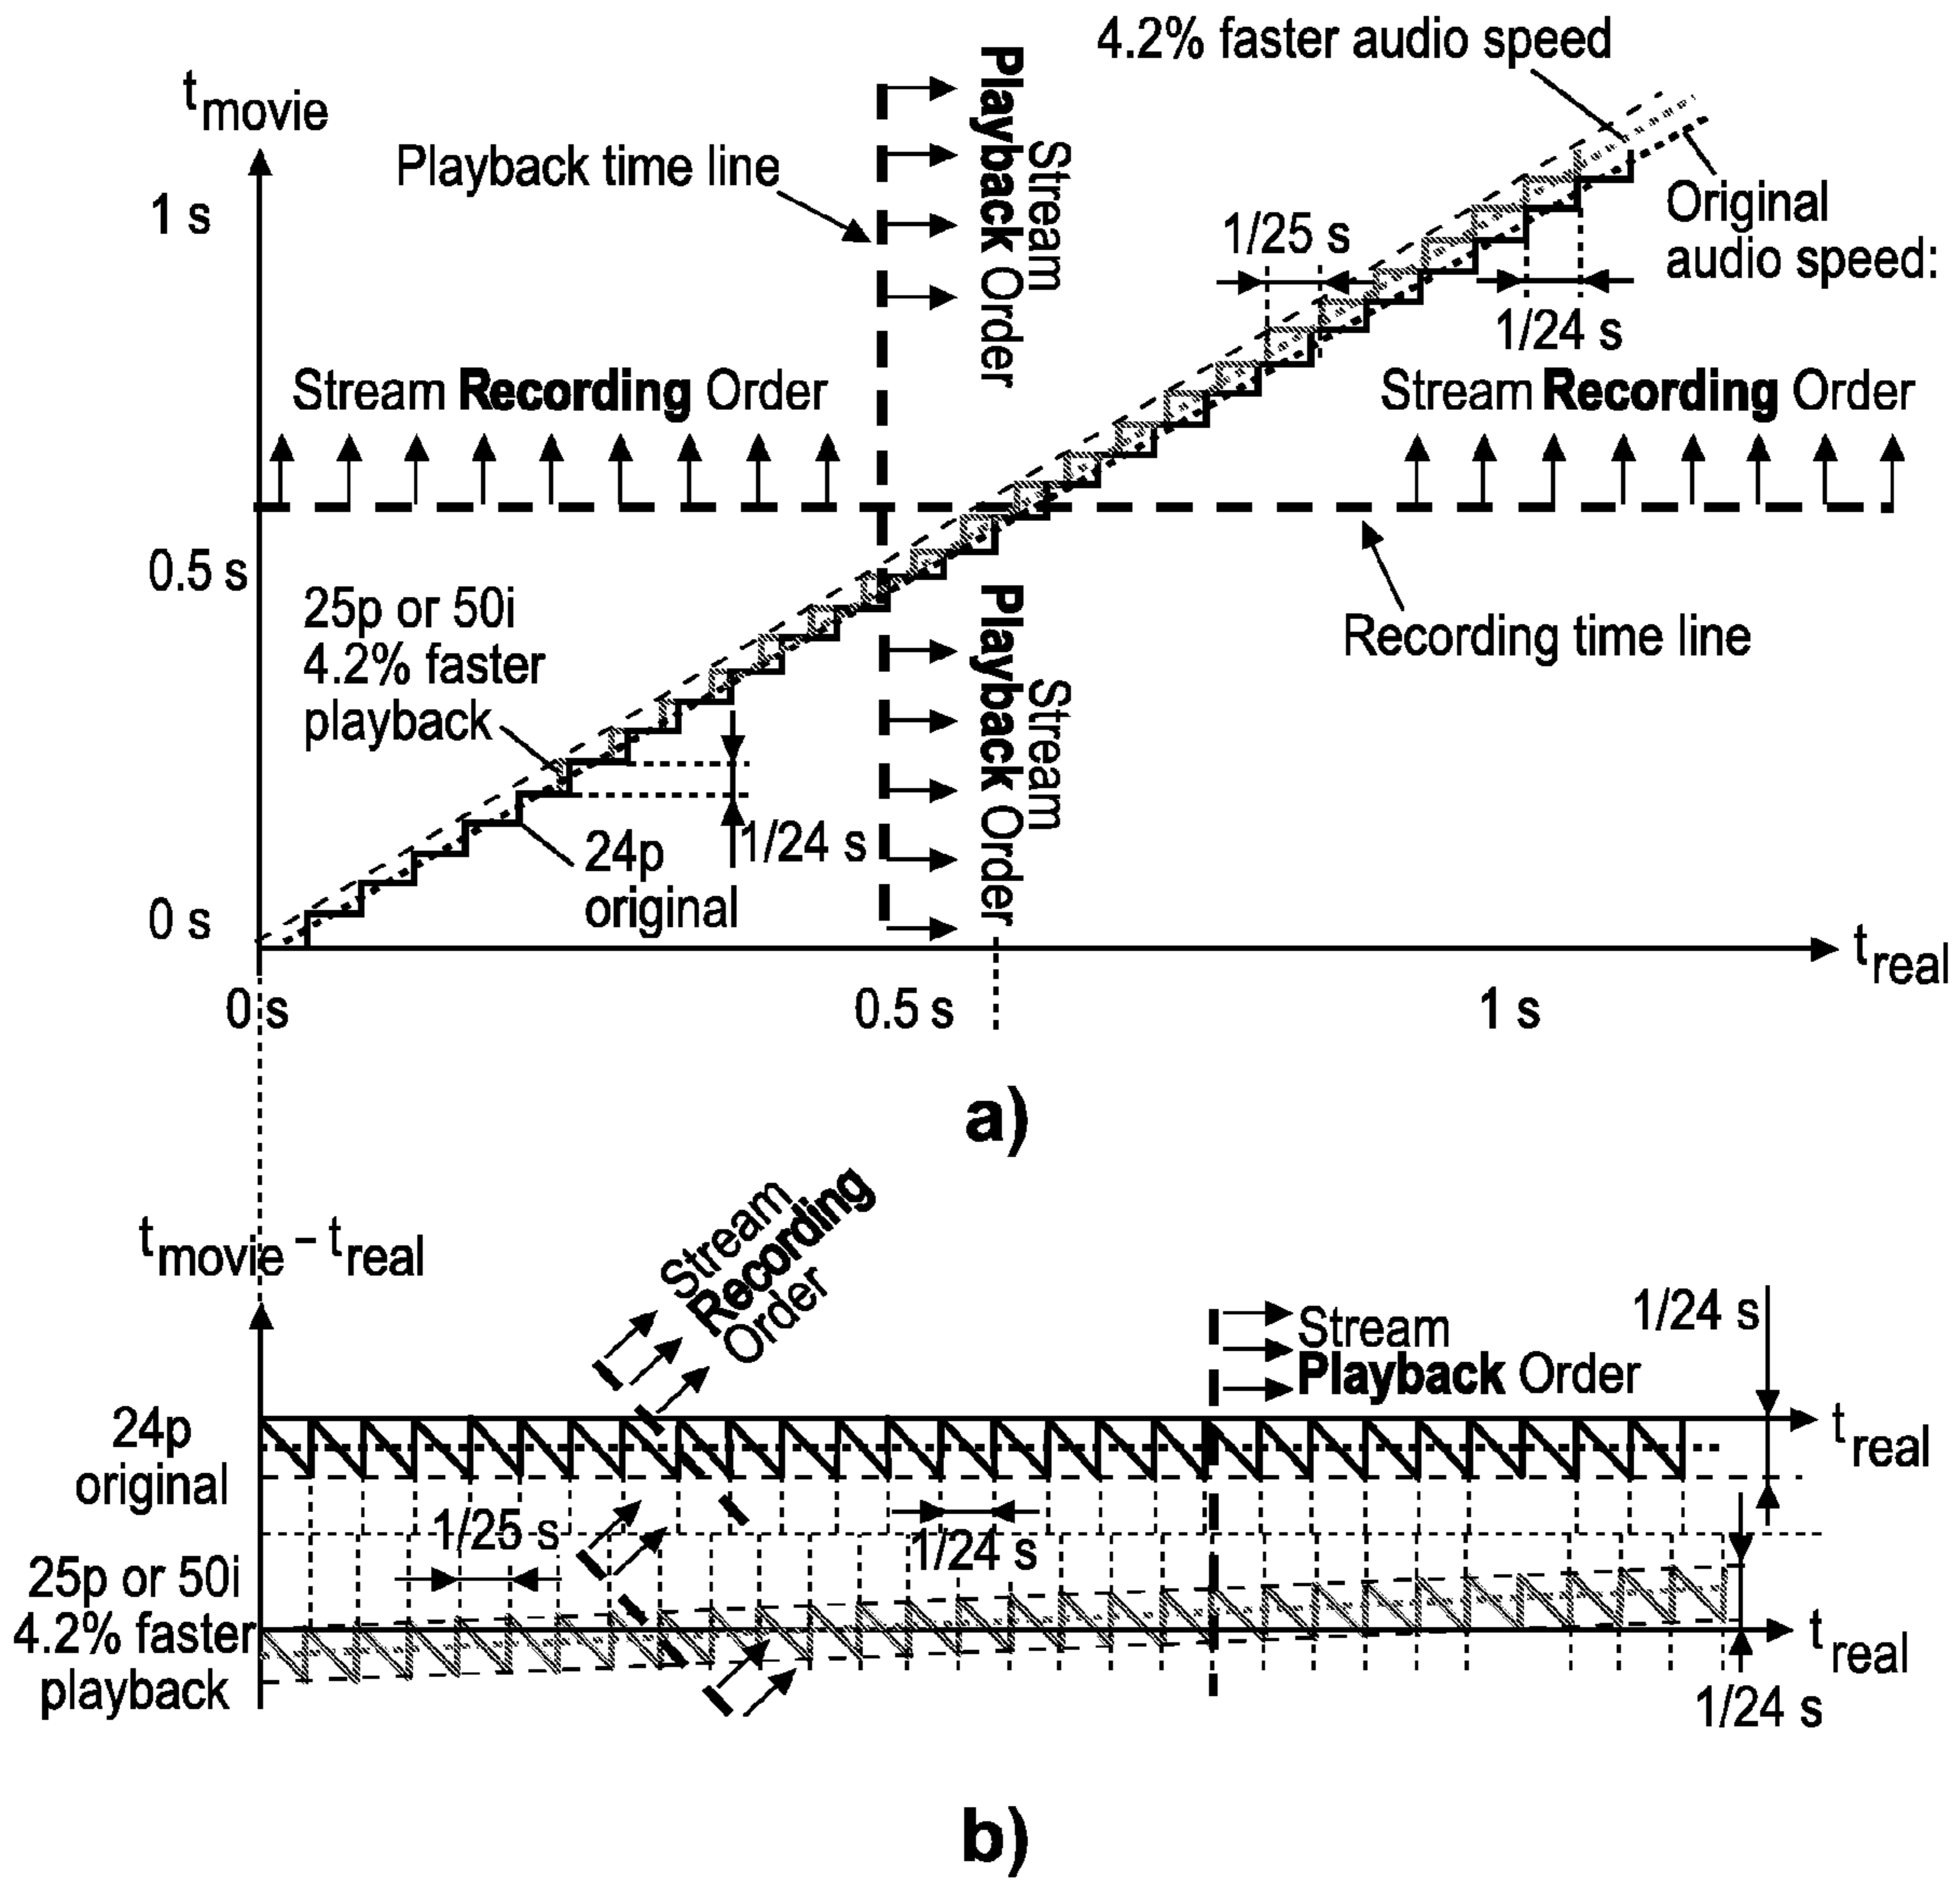 4.2% faster audio speed
t movie
Playback time line
Stream
Playback Order
1 s
Original
audio speed:
1/25 s
1/24 s
Stream Recording Order
Stream Recording Order
0.5 s
Recording time line
25p or 50i
4.2% faster
playback
Stream
Playback Order
1/24 s
24p
original
0 s
t real
0 s
0.5 s
1 s
a)
t movie – t real
Stream
Recording
Order
1/24 s
Stream
Playback Order
24p
original
t real
1/25 s
1/24 s
25p or 50i
4.2% faster
playback
t real
1/24 s
b)